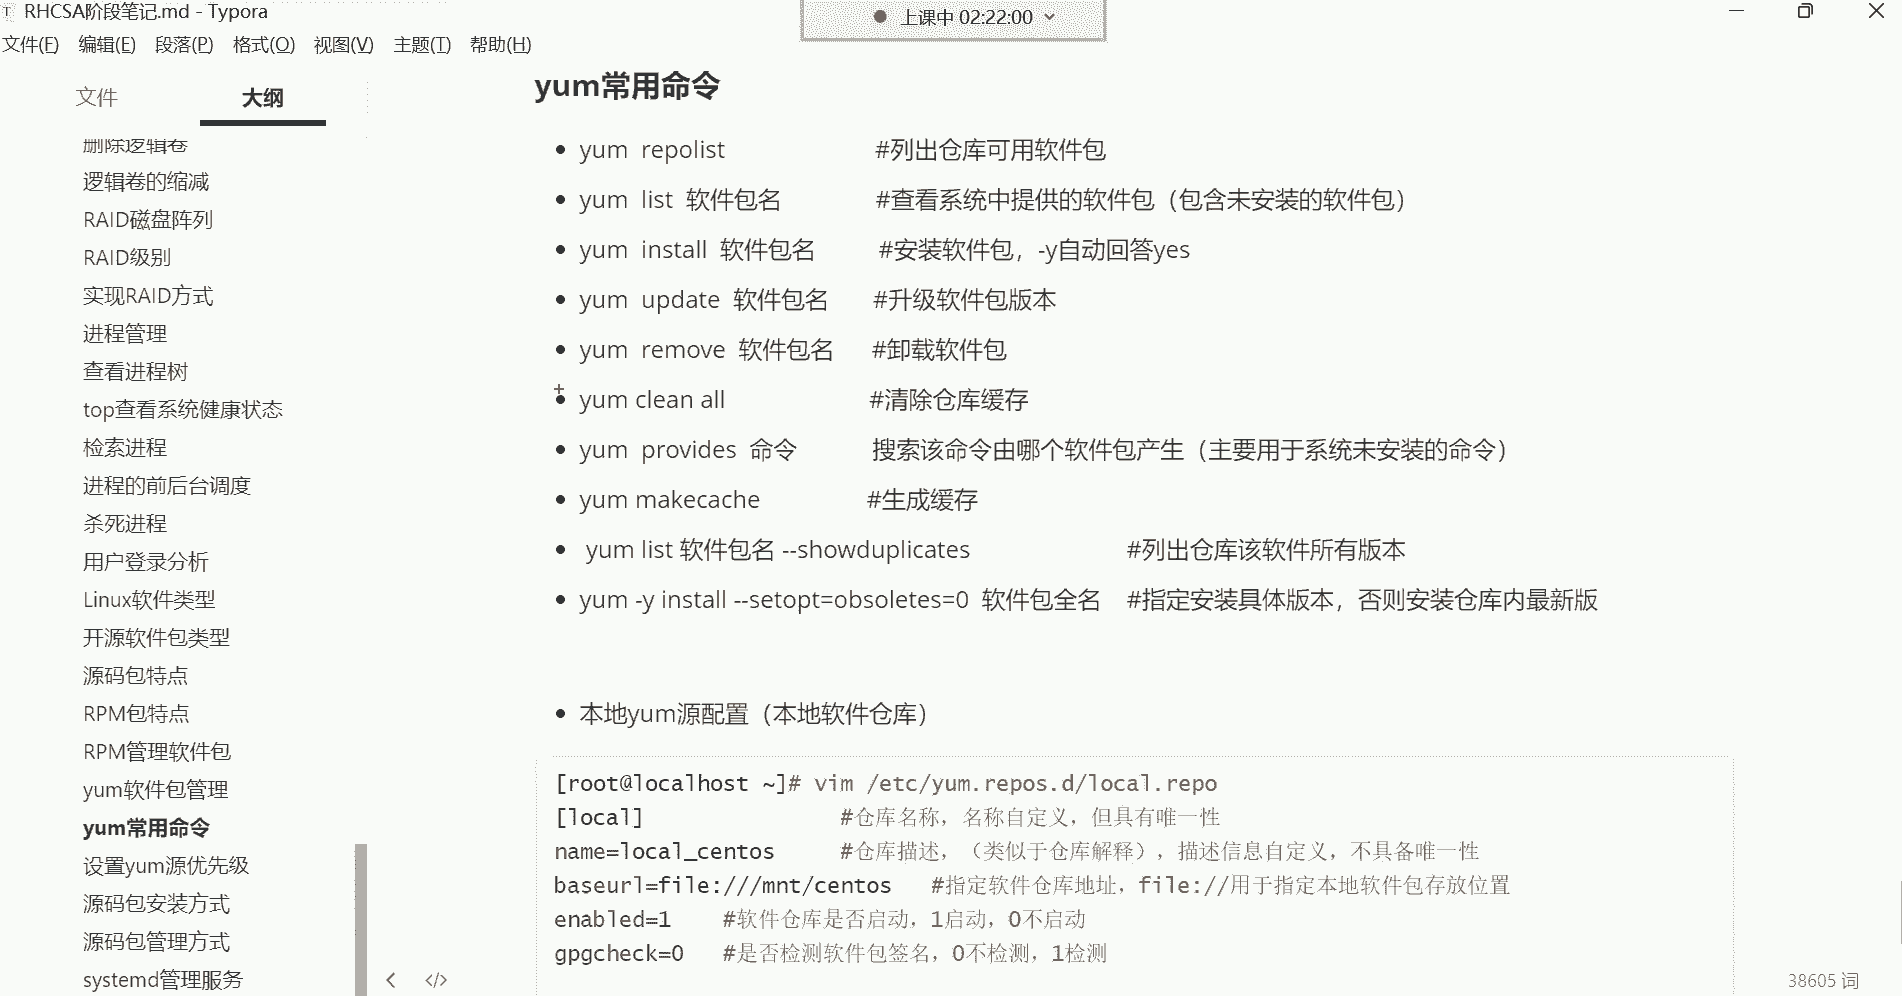 RHCSA阶段笔记.md - Typora
上课中 02:22:00
文件(F) 编辑(E) 段落(P) 格式(O) 视图(V) 主题(T) 帮助(H)
文件 大纲
删除逻辑卷
逻辑卷的缩减
RAID磁盘阵列
RAID级别
实现RAID方式
进程管理
查看进程树
top查看系统健康状态
检索进程
进程的前后台调度
杀死进程
用户登录分析
Linux软件类型
开源软件包类型
源码包特点
RPM包特点
RPM管理软件包
yum软件包管理
yum常用命令
设置yum源优先级
源码包安装方式
源码包管理方式
systemd管理服务
yum常用命令
yum repolist #列出仓库可用软件包
yum list 软件包名 #查看系统中提供的软件包（包含未安装的软件包）
yum install 软件包名 #安装软件包，-y自动回答yes
yum update 软件包名 #升级软件包版本
yum remove 软件包名 #卸载软件包
yum clean all #清除仓库缓存
yum provides 命令 搜索该命令由哪个软件包产生（主要用于系统未安装的命令）
yum makecache #生成缓存
yum list 软件包名 --showduplicates #列出仓库该软件所有版本
yum -y install --setopt=obsoletes=0 软件包全名 #指定安装具体版本，否则安装仓库内最新版
本地yum源配置（本地软件仓库）
[root@localhost ~]# vim /etc/yum.repos.d/local.repo
[local] #仓库名称，名称自定义，但具有唯一性
name=local_centos #仓库描述，（类似于仓库解释），描述信息自定义，不具备唯一性
baseurl=file:///mnt/centos #指定软件仓库地址，file://用于指定本地软件包存放位置
enabled=1 #软件仓库是否启动，1启动，0不启动
gpgcheck=0 #是否检测软件包签名，0不检测，1检测
38605 词